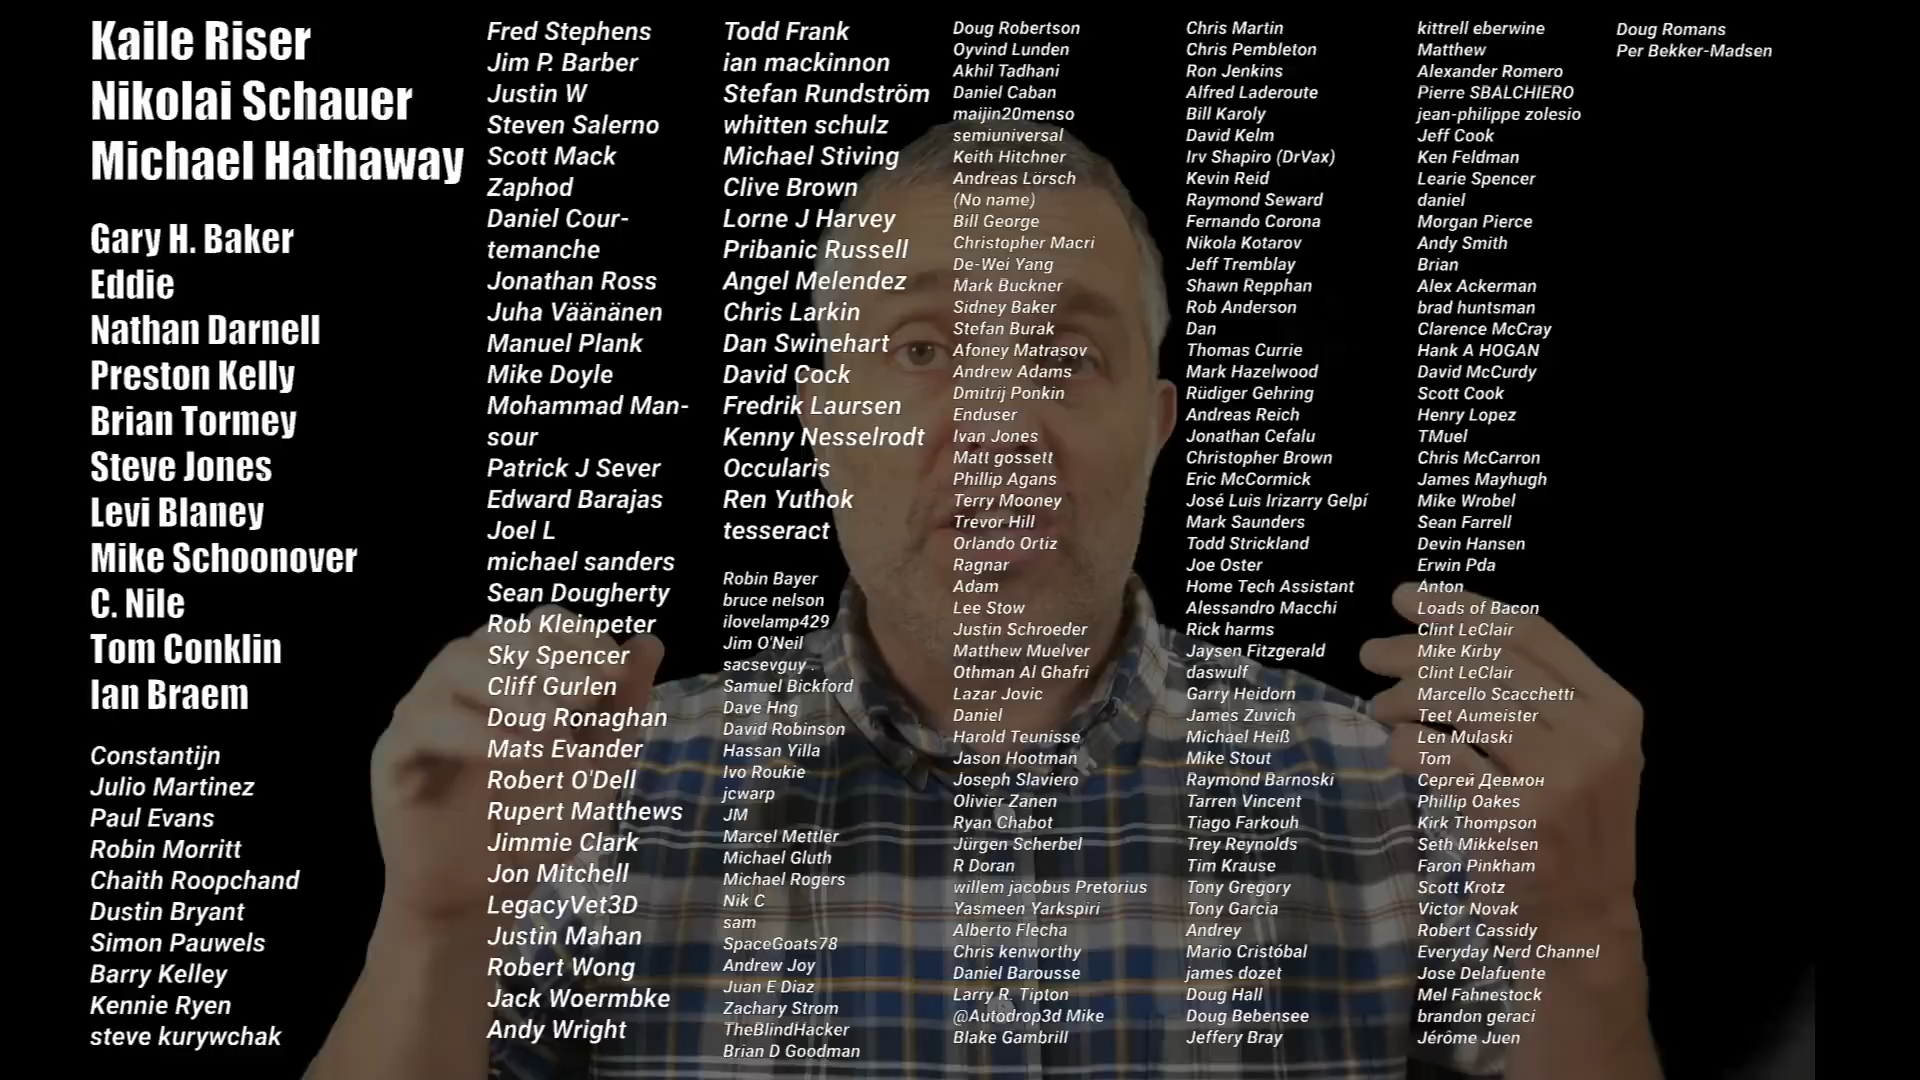 Kaile Riser
Nikolai Schauer
Michael Hathaway
Gary H. Baker
Eddie
Nathan Darnell
Preston Kelly
Brian Tormey
Steve Jones
Levi Blaney
Mike Schoonover
C. Nile
Tom Conklin
Ian Braem
Constantijn
Julio Martinez
Paul Evans
Robin Morritt
Chaith Roopchand
Dustin Bryant
Simon Pauwels
Barry Kelley
Kennie Ryen
steve kurywchak
Fred Stephens
Jim P. Barber
Justin W
Steven Salerno
Scott Mack
Zaphod
Daniel Cour-
temanche
Jonathan Ross
Juha Väänänen
Manuel Plank
Mike Doyle
Mohammad Man-
sour
Patrick J Sever
Edward Barajas
Joel L
michael sanders
Sean Dougherty
Rob Kleinpeter
Sky Spencer
Cliff Gurlen
Doug Ronaghan
Mats Evander
Robert O'Dell
Rupert Matthews
Jimmie Clark
Jon Mitchell
LegacyVet3D
Justin Mahan
Robert Wong
Jack Woermbke
Andy Wright
Todd Frank
ian mackinnon
Stefan Rundström
whitten schulz
Michael Stiving
Clive Brown
Lorne J Harvey
Pribanic Russell
Angel Melendez
Chris Larkin
Dan Swinehart
David Cock
Fredrik Laursen
Kenny Nesselrodt
Occularis
Ren Yuthok
tesseract
Robin Bayer
bruce nelson
ilovelamp429
Jim O'Neil
sacsevguy .
Samuel Bickford
Dave Hng
David Robinson
Hassan Yilla
Ivo Roukie
jcwarp
JM
Marcel Mettler
Michael Gluth
Michael Rogers
Nik C
sam
SpaceGoats78
Andrew Joy
Juan E Diaz
Zachary Strom
TheBlindHacker
Brian D Goodman
Doug Robertson
Oyvind Lunden
Akhil Tadhani
Daniel Caban
maijin20menso
semiuniversal
Keith Hitchner
Andreas Lörsch
(No name)
Bill George
Christopher Macri
De-Wei Yang
Mark Buckner
Sidney Baker
Stefan Burak
Afoney Matrasov
Andrew Adams
Dmitrij Ponkin
Enduser
Ivan Jones
Matt gossett
Phillip Agans
Terry Mooney
Trevor Hill
Orlando Ortiz
Ragnar
Adam
Lee Stow
Justin Schroeder
Matthew Muelver
Othman Al Ghafri
Lazar Jovic
Daniel
Harold Teunisse
Jason Hootman
Joseph Slaviero
Olivier Zanen
Ryan Chabot
Jürgen Scherbel
R Doran
willem jacobus Pretorius
Yasmeen Yarkspiri
Alberto Flecha
Chris kenworthy
Daniel Barousse
Larry R. Tipton
@Autodrop3d Mike
Blake Gambrill
Chris Martin
Chris Pembleton
Ron Jenkins
Alfred Laderoute
Bill Karoly
David Kelm
Irv Shapiro (DrVax)
Kevin Reid
Raymond Seward
Fernando Corona
Nikola Kotarov
Jeff Tremblay
Shawn Repphan
Rob Anderson
Dan
Thomas Currie
Mark Hazelwood
Rüdiger Gehring
Andreas Reich
Jonathan Cefalu
Christopher Brown
Eric McCormick
José Luis Irizarry Gelpí
Mark Saunders
Todd Strickland
Joe Oster
Home Tech Assistant
Alessandro Macchi
Rick harms
Jaysen Fitzgerald
daswulf
Garry Heidorn
James Zuvich
Michael Heiß
Mike Stout
Raymond Barnoski
Tarren Vincent
Tiago Farkouh
Trey Reynolds
Tim Krause
Tony Gregory
Tony Garcia
Andrey
Mario Cristóbal
james dozet
Doug Hall
Doug Bebensee
Jeffery Bray
kittrell eberwine
Matthew
Alexander Romero
Pierre SBALCHIERO
jean-philippe zolesio
Jeff Cook
Ken Feldman
Learie Spencer
daniel
Morgan Pierce
Andy Smith
Brian
Alex Ackerman
brad huntsman
Clarence McCray
Hank A HOGAN
David McCurdy
Scott Cook
Henry Lopez
TMuel
Chris McCarron
James Mayhugh
Mike Wrobel
Sean Farrell
Devin Hansen
Erwin Pda
Anton
Loads of Bacon
Clint LeClair
Mike Kirby
Clint LeClair
Marcello Scacchetti
Teet Aumeister
Len Mulaski
Tom
Сергей Девмон
Phillip Oakes
Kirk Thompson
Seth Mikkelsen
Faron Pinkham
Scott Krotz
Victor Novak
Robert Cassidy
Everyday Nerd Channel
Jose Delafuente
Mel Fahnestock
brandon geraci
Jérôme Juen
Doug Romans
Per Bekker-Madsen